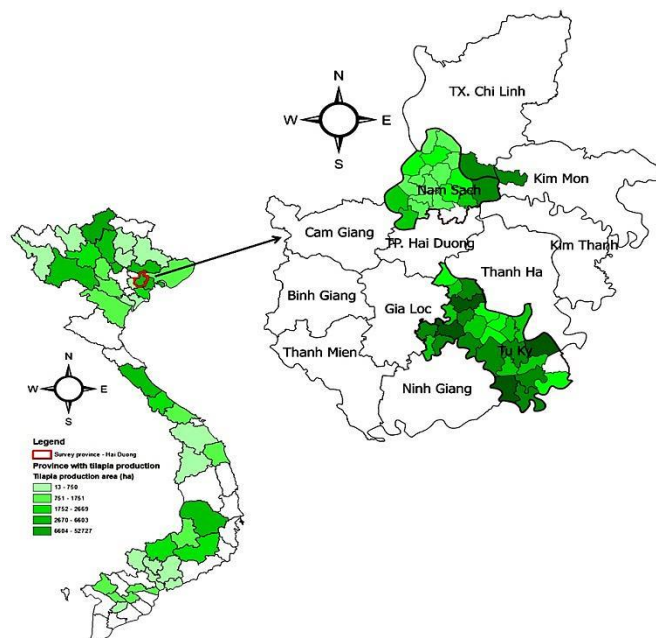 N
W E
S
TX. Chi Linh
Kim Mon
Nam Sach
Cam Giang
TP. Hai Duong
Kim Thanh
Thanh Ha
Binh Giang
Gia Loc
Tu Ky
Thanh Mien
Ninh Giang
N
W E
S
Legend
Survey province - Hai Duong
Province with tilapia production
Tilapia production area (ha)
13 - 750
751 - 1751
1752 - 2669
2670 - 6603
6604 - 52727